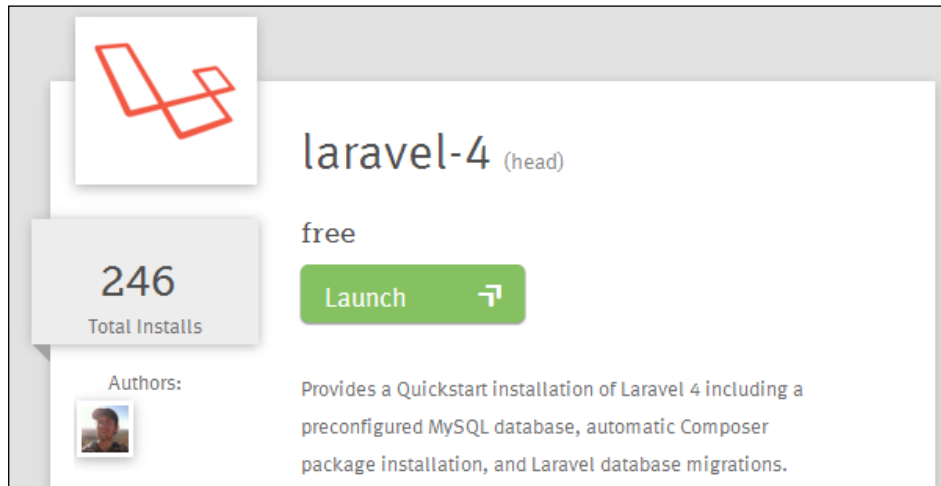 laravel-4 (head)
free
Launch
246
Total Installs
Authors:
Provides a Quickstart installation of Laravel 4 including a
preconfigured MySQL database, automatic Composer
package installation, and Laravel database migrations.